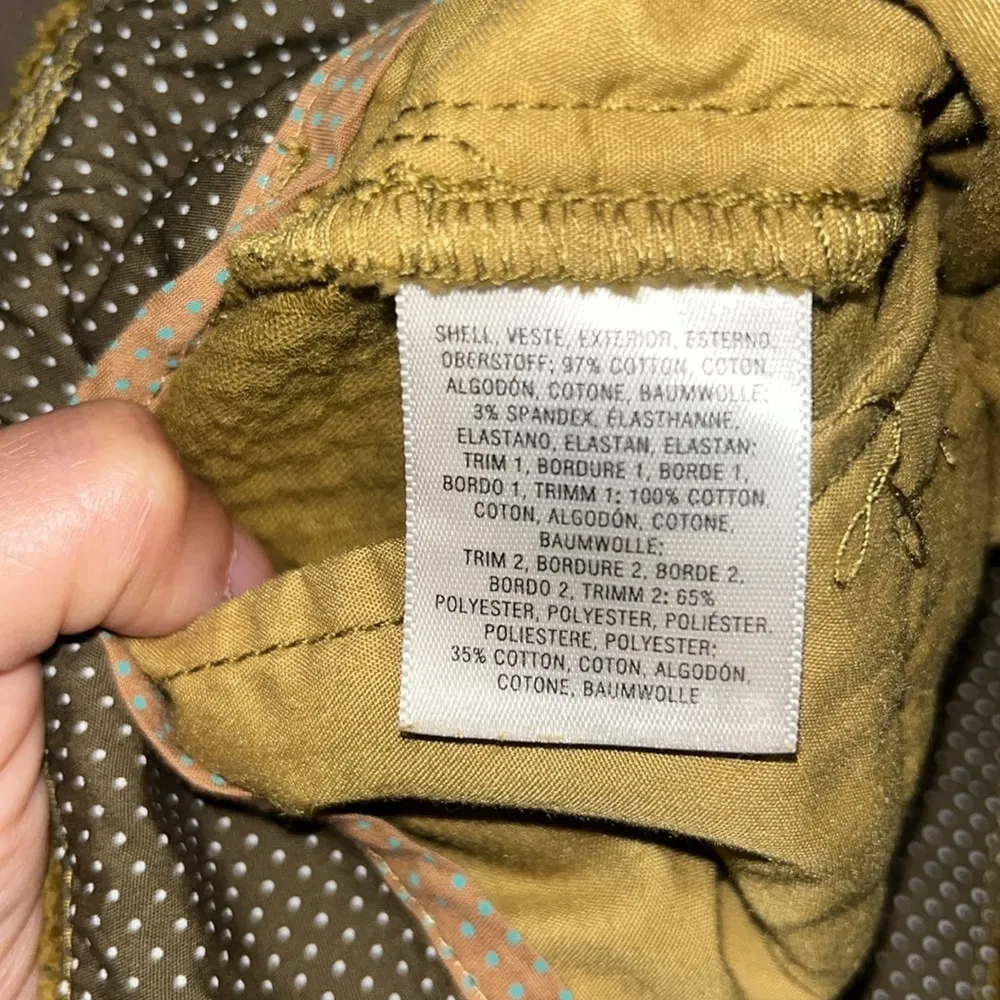 SHELL, VESTE, EXTERIOR, ESTERNO,
OBERSTOFF: 97% COTTON, COTON,
ALGODÓN, COTONE, BAUMWOLLE;
3% SPANDEX, ÉLASTHANNE,
ELASTANO, ELASTAN, ELASTAN;
TRIM 1, BORDURE 1, BORDE 1,
BORDO 1, TRIMM 1: 100% COTTON,
COTON, ALGODÓN, COTONE,
BAUMWOLLE;
TRIM 2, BORDURE 2, BORDE 2,
BORDO 2, TRIMM 2: 65%
POLYESTER, POLYESTER, POLIÉSTER,
POLIESTERE, POLYESTER;
35% COTTON, COTON, ALGODÓN,
COTONE, BAUMWOLLE